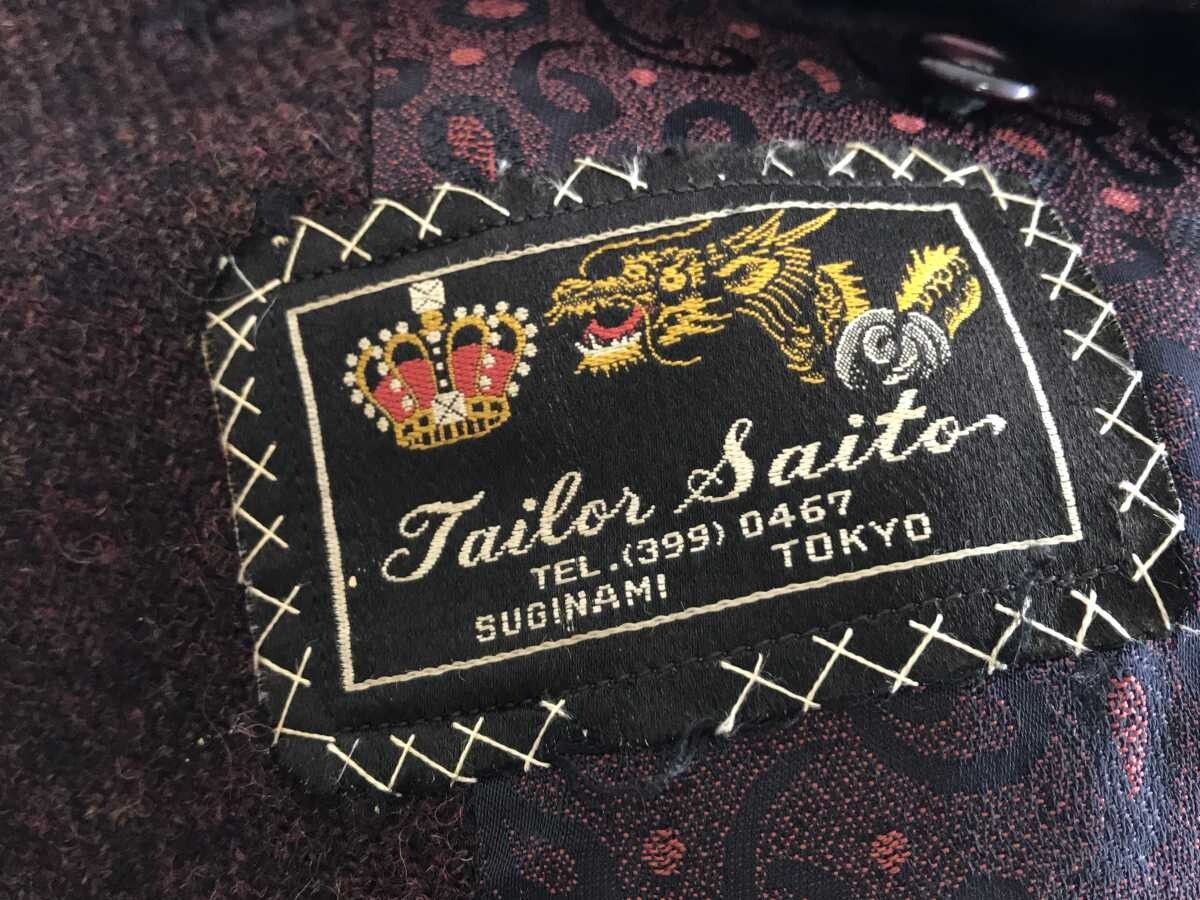 Tailor Saito
TEL.(399) 0467
SUGINAMI TOKYO